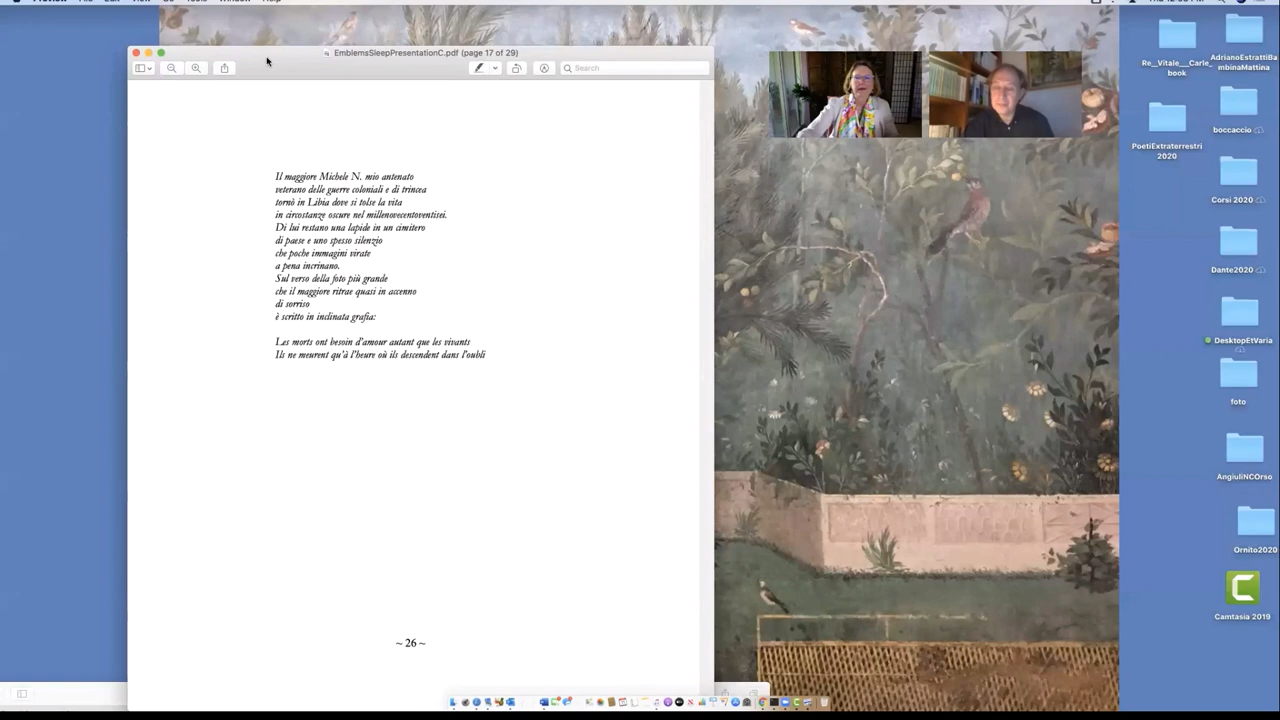 EmblemsSleepPresentationC.pdf (page 17 of 29)
Search
Il maggiore Michele N. mio antenato
veterano delle guerre coloniali e di trincea
tornò in Libia dove si tolse la vita
in circostanze oscure nel millenovecentoventisei.
Di lui restano una lapide in un cimitero
di paese e uno spesso silenzio
che poche immagini virate
a pena incrinano.
Sul verso della foto più grande
che il maggiore ritrae quasi in accenno
di sorriso
è scritto in inclinata grafia:
Les morts ont besoin d'amour autant que les vivants
Ils ne meurent qu'à l'heure où ils descendent dans l'oubli
~ 26 ~
Re__Vitale___Carle_
book
AdrianoEstrattiBa
mbinaMattina
PoetiExtraterrestri
2020
boccaccio
Corsi 2020
Dante2020
DesktopEtVaria
foto
AngiuliNCOrso
Ornito2020
Camtasia 2019